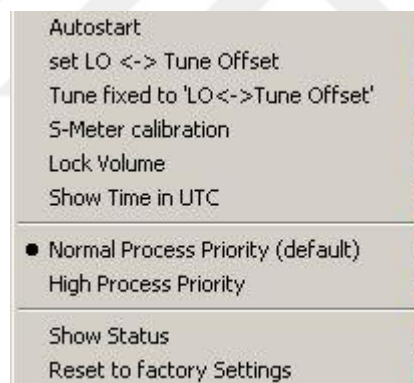 Autostart
set LO <-> Tune Offset
Tune fixed to 'LO<->Tune Offset'
S-Meter calibration
Lock Volume
Show Time in UTC
Normal Process Priority (default)
High Process Priority
Show Status
Reset to factory Settings